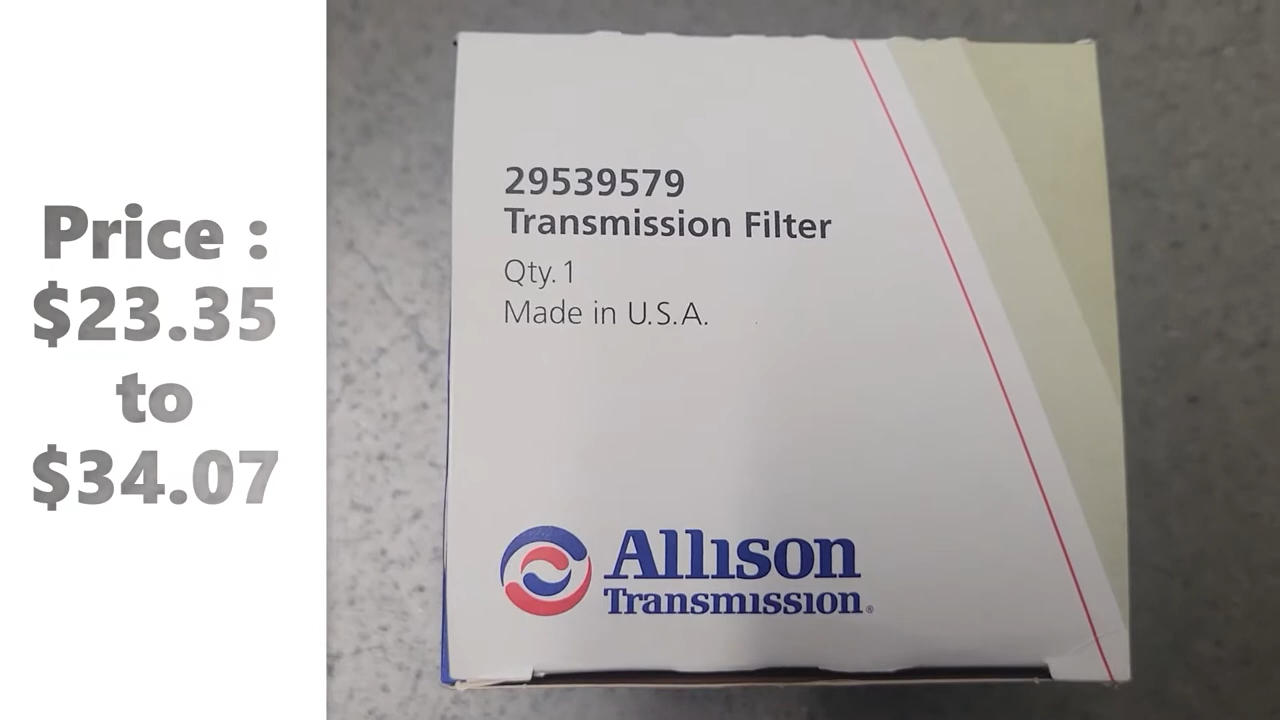 Price :
$23.35
to
$34.07
29539579
Transmission Filter
Qty. 1
Made in U.S.A.
Allison
Transmission®